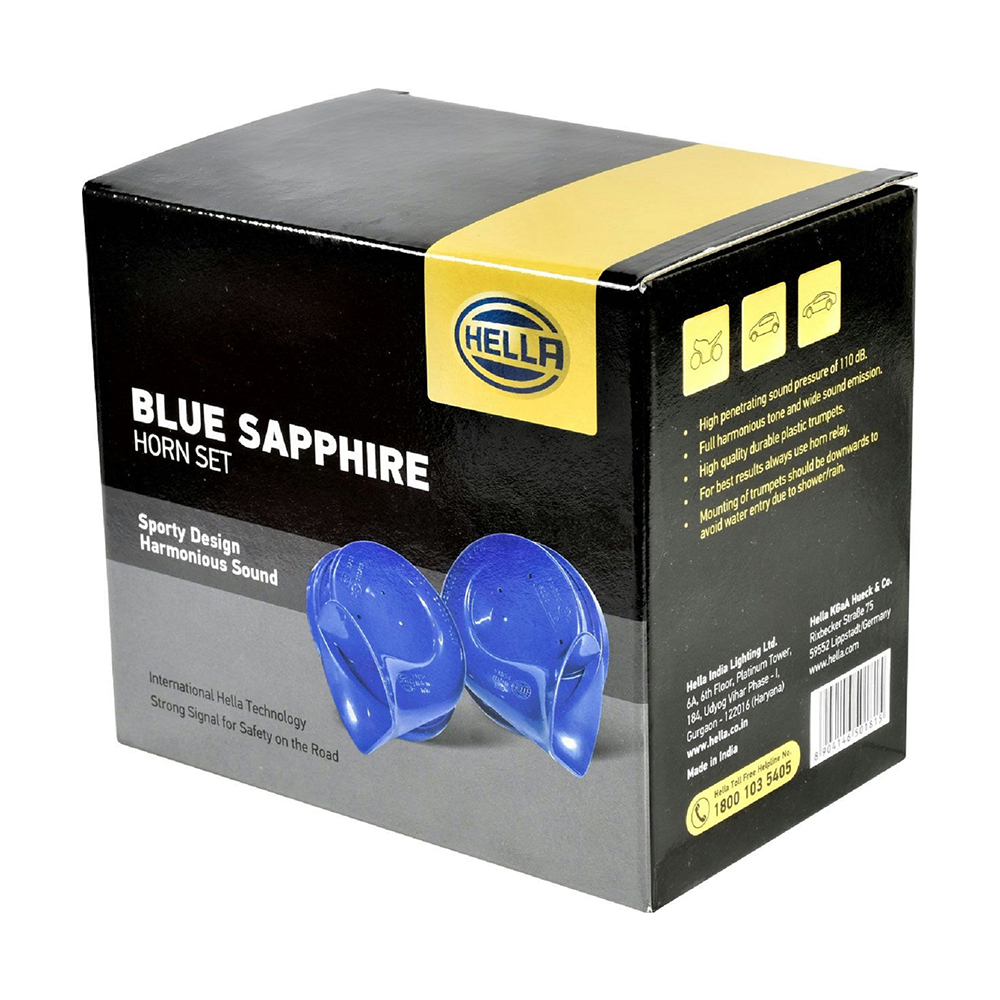 HELLA
BLUE SAPPHIRE
HORN SET
Sporty Design
Harmonious Sound
International Hella Technology
Strong Signal for Safety on the Road
• High penetrating sound pressure of 110 dB.
• Full harmonious tone and wide sound emission.
• High quality durable plastic trumpets.
• For best results always use horn relay.
• Mounting of trumpets should be downwards to
avoid water entry due to shower/rain.
Hella India Lighting Ltd.
6A, 6th Floor, Platinum Tower,
184, Udyog Vihar Phase - I,
Gurgaon - 122016 (Haryana)
www.hella.co.in
Made in India
Hella KGaA Hueck & Co.
Rixbecker Straße 75
59552 Lippstadt/Germany
www.hella.com
8 904148 501815
Hella Toll Free Helpline No.
1800 103 5405